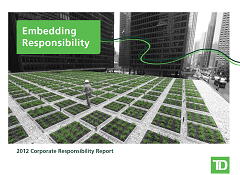 Embedding
Responsibility
2012 Corporate Responsibility Report
TD